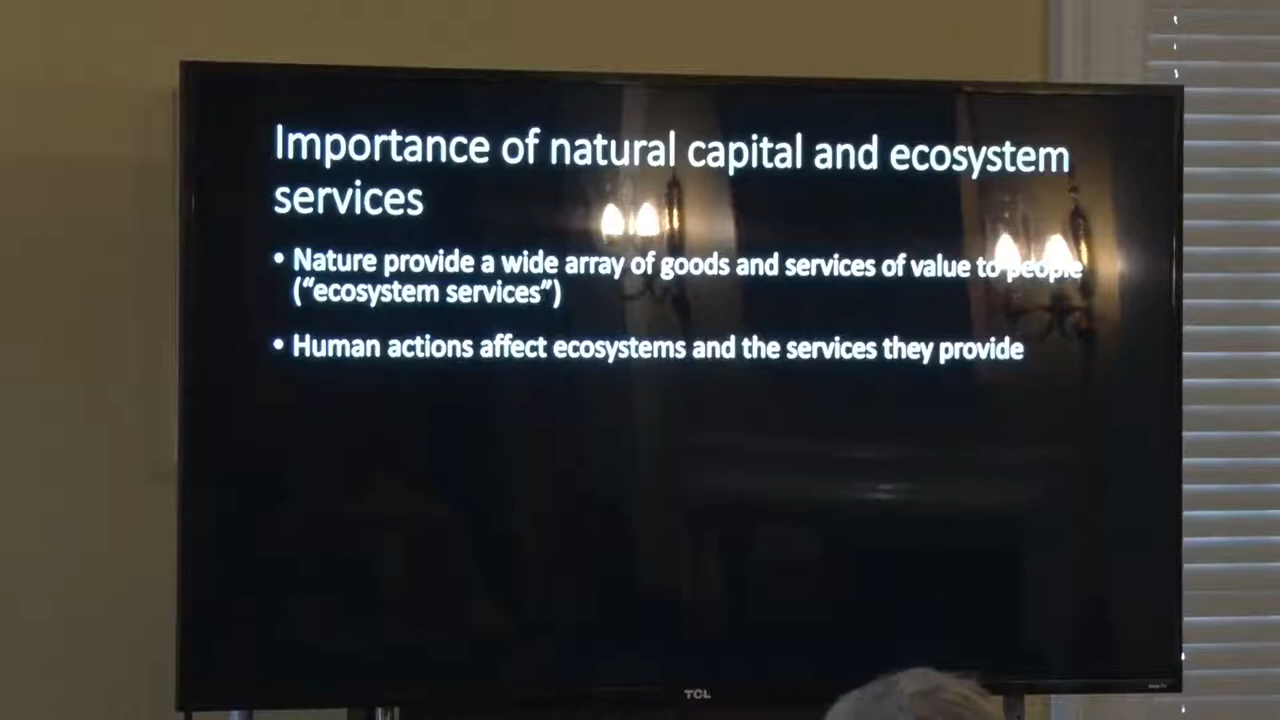 Importance of natural capital and ecosystem
services
• Nature provide a wide array of goods and services of value to people
(“ecosystem services”)
• Human actions affect ecosystems and the services they provide
TCL